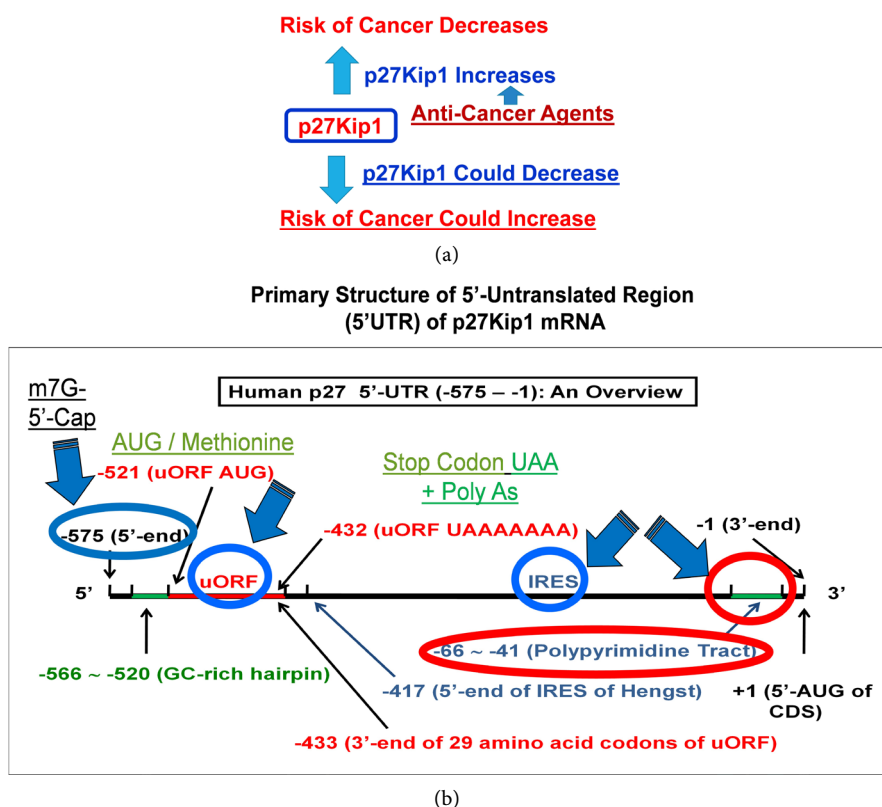 Risk of Cancer Decreases
p27Kip1 Increases
Anti-Cancer Agents
p27Kip1
p27Kip1 Could Decrease
Risk of Cancer Could Increase
(a)
Primary Structure of 5’-Untranslated Region
(5’UTR) of p27Kip1 mRNA
Human p27 5’-UTR (-575 – -1): An Overview
m7G-
5’-Cap
AUG / Methionine
-521 (uORF AUG)
Stop Codon UAA
+ Poly As
-432 (uORF UAAAAAAA)
-575 (5’-end)
-1 (3’-end)
uORF
IRES
5’
3’
-66 ~ -41 (Polypyrimidine Tract)
-566 ~ -520 (GC-rich hairpin)
-417 (5’-end of IRES of Hengst)
+1 (5’-AUG of
CDS)
-433 (3’-end of 29 amino acid codons of uORF)
(b)